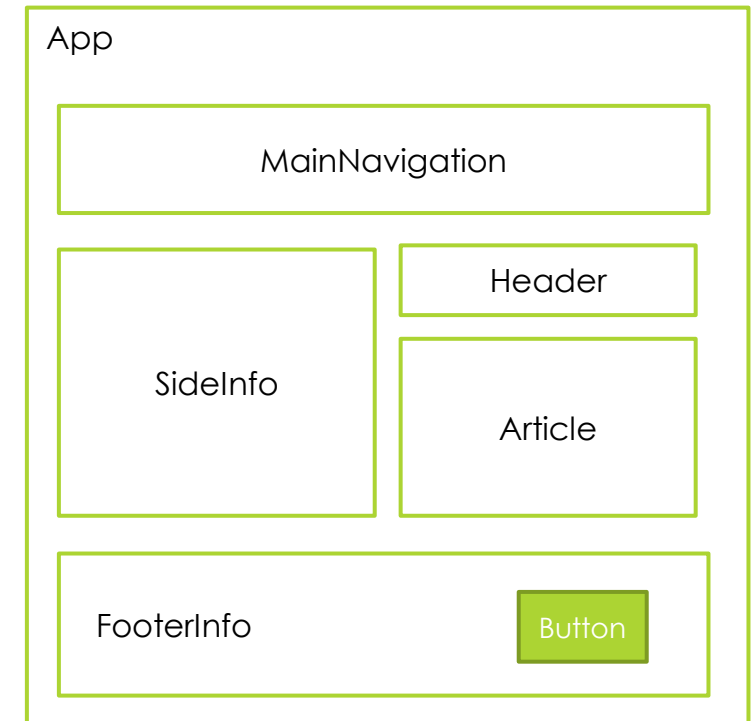 App
MainNavigation
Header
SideInfo
Article
FooterInfo
Button